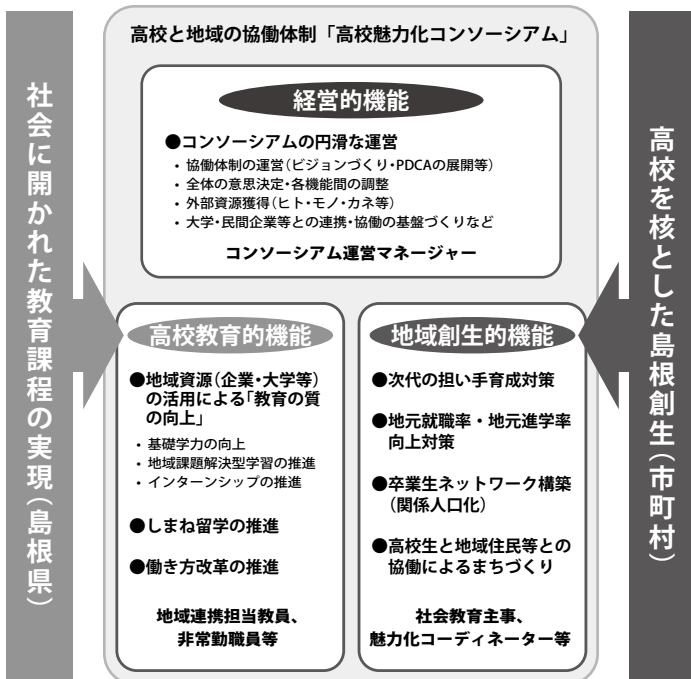 高校と地域の協働体制「高校魅力化コンソーシアム」
社会に開かれた教育課程の実現（島根県）
経営的機能
●コンソーシアムの円滑な運営
・協働体制の運営（ビジョンづくり・PDCAの展開等）
・全体の意思決定・各機能間の調整
・外部資源獲得（ヒト・モノ・カネ等）
・大学・民間企業等との連携・協働の基盤づくりなど
コンソーシアム運営マネージャー
高校教育的機能
●地域資源（企業・大学等）
の活用による「教育の質
の向上」
・基礎学力の向上
・地域課題解決型学習の推進
・インターンシップの推進
●しまね留学の推進
●働き方改革の推進
地域連携担当教員、
非常勤職員等
地域創生的機能
●次代の担い手育成対策
●地元就職率・地元進学率
向上対策
●卒業生ネットワーク構築
（関係人口化）
●高校生と地域住民等との
協働によるまちづくり
社会教育主事、
魅力化コーディネーター等
高校を核とした島根創生（市町村）